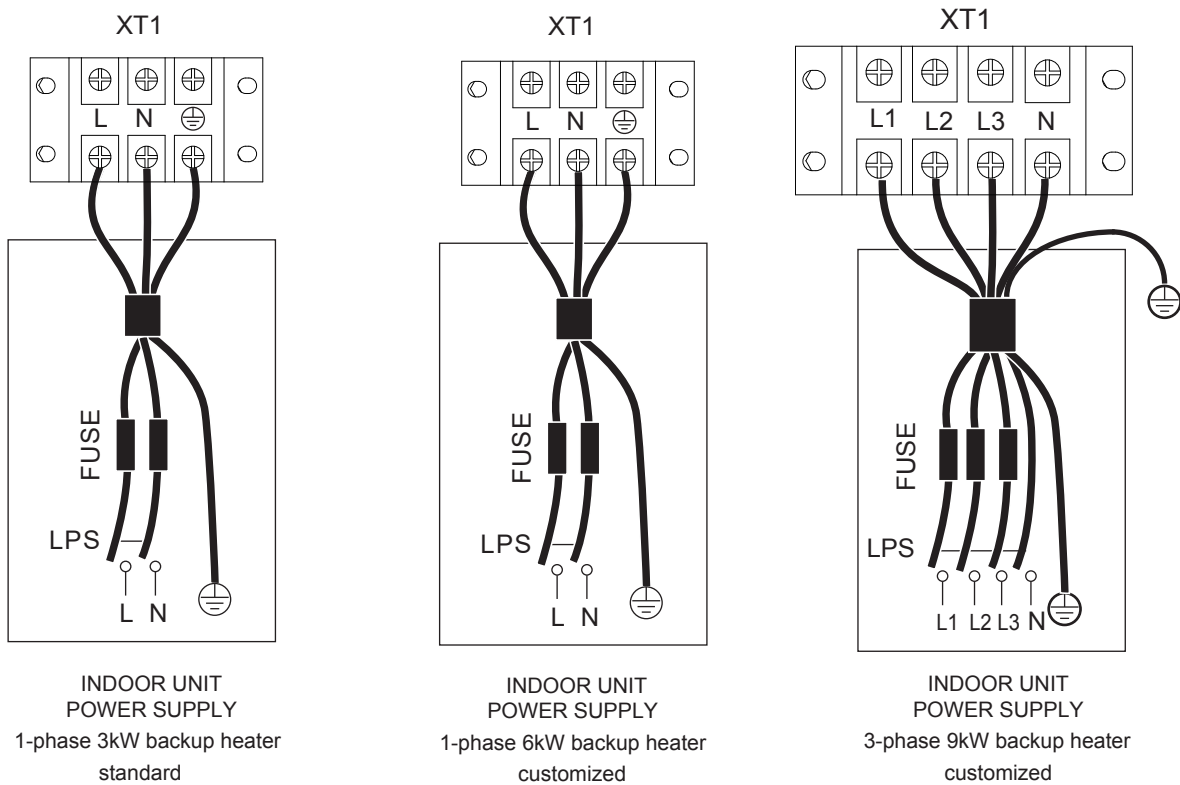 XT1
L N
FUSE
LPS
L N
INDOOR UNIT
POWER SUPPLY
1-phase 3kW backup heater
standard
XT1
L N
FUSE
LPS
L N
INDOOR UNIT
POWER SUPPLY
1-phase 6kW backup heater
customized
XT1
L1 L2 L3 N
FUSE
LPS
L1 L2 L3 N
INDOOR UNIT
POWER SUPPLY
3-phase 9kW backup heater
customized